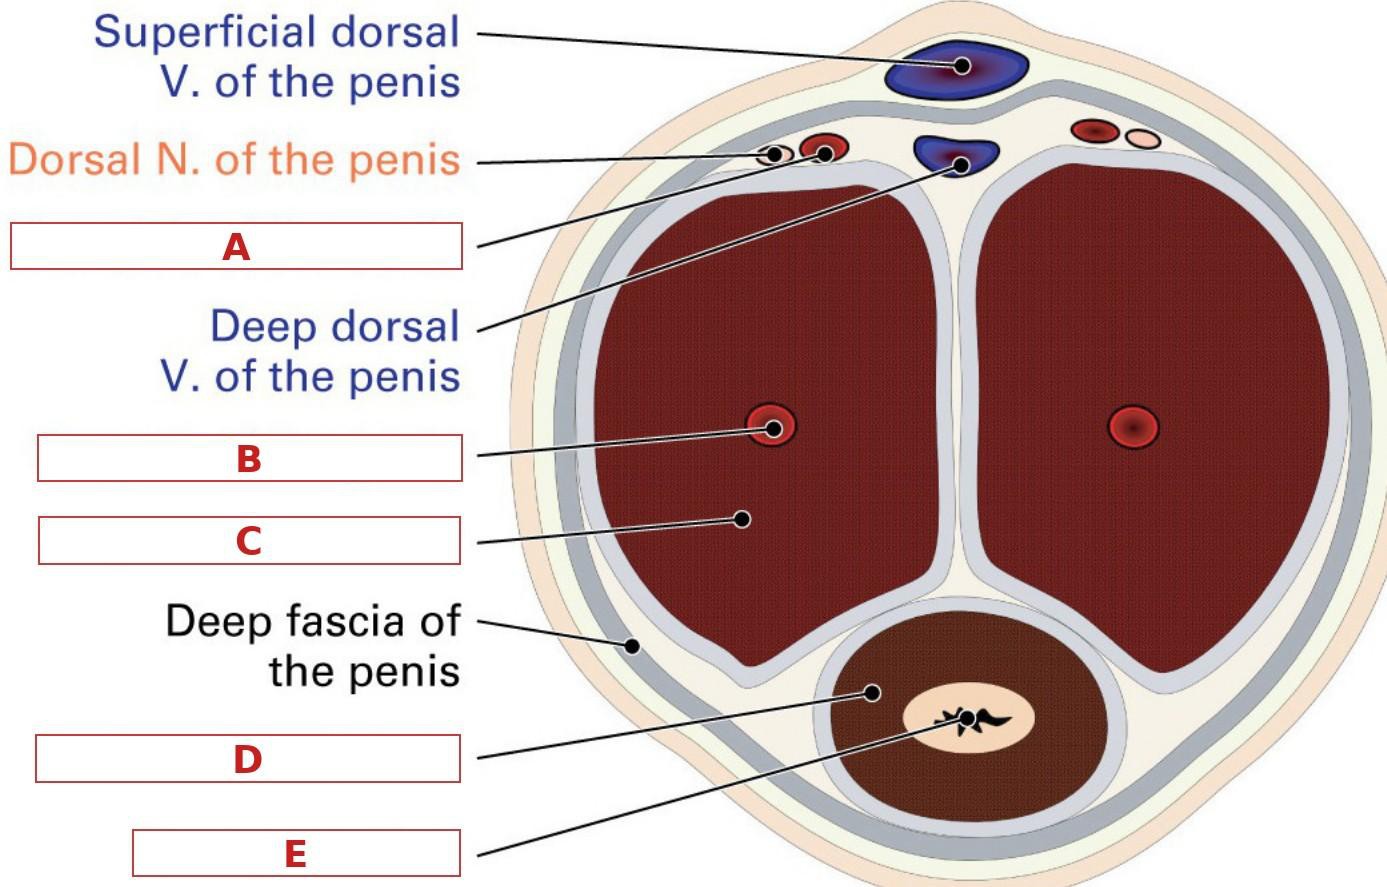 Superficial dorsal
V. of the penis
Dorsal N. of the penis
A
Deep dorsal
V. of the penis
B
C
Deep fascia of
the penis
D
E